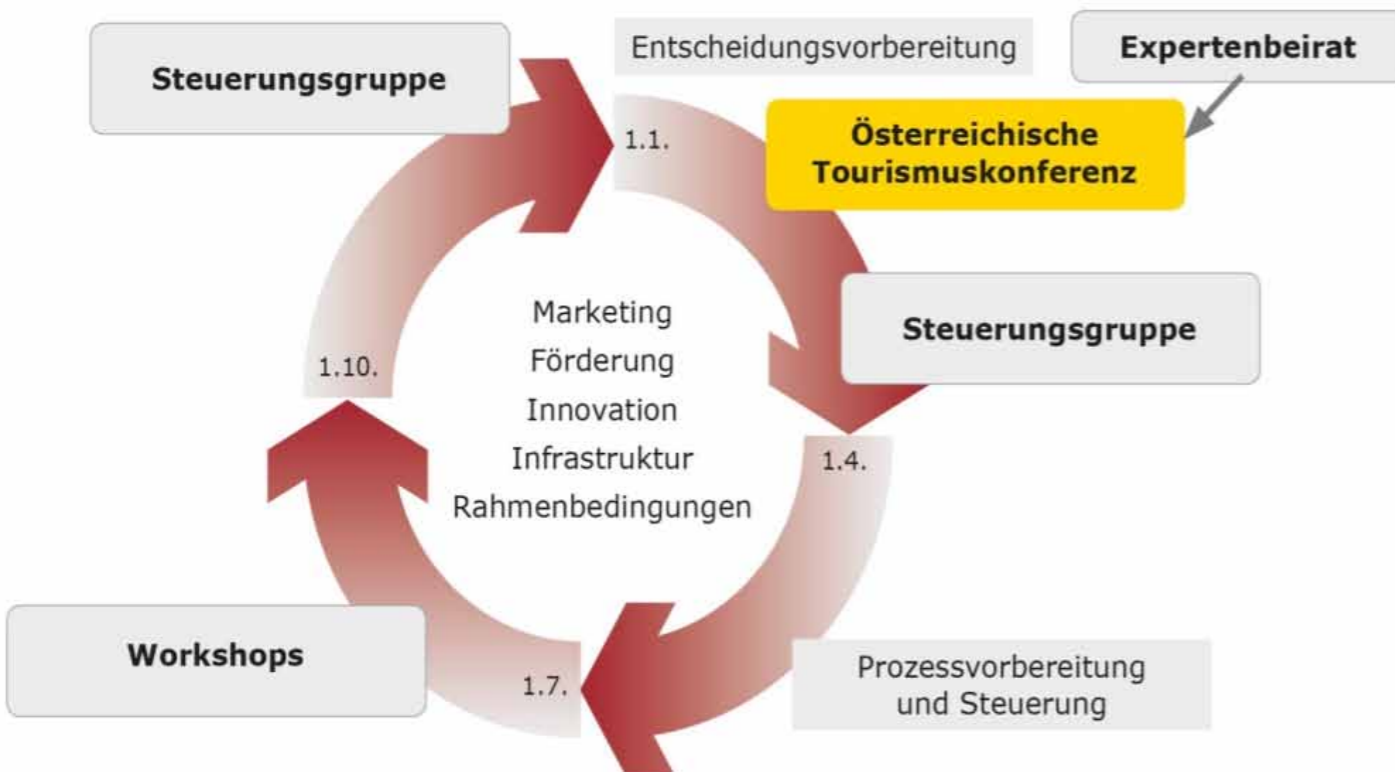 Steuerungsgruppe
Entscheidungsvorbereitung
Expertenbeirat
1.1.
Österreichische
Tourismuskonferenz
Steuerungsgruppe
Marketing
Förderung
Innovation
Infrastruktur
Rahmenbedingungen
1.10.
1.4.
Workshops
1.7.
Prozessvorbereitung
und Steuerung